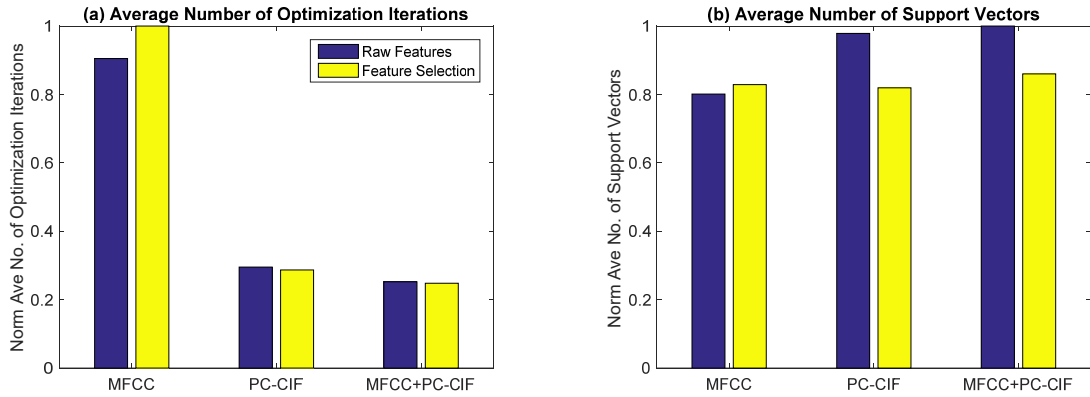 (a) Average Number of Optimization Iterations
Norm Ave No. of Optimization Iterations
1
0.8
0.6
0.4
0.2
0
Raw Features
Feature Selection
MFCC
PC-CIF
MFCC+PC-CIF
(b) Average Number of Support Vectors
Norm Ave No. of Support Vectors
1
0.8
0.6
0.4
0.2
0
MFCC
PC-CIF
MFCC+PC-CIF